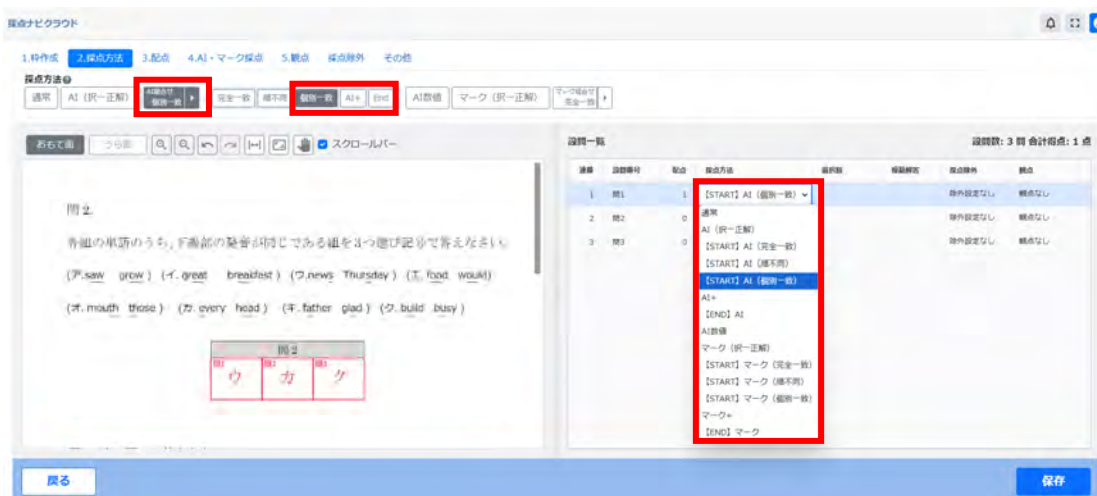 採点ナビクラウド
1.枠作成 2.採点方法 3.配点 4.AI・マーク採点 5.観点 採点除外 その他
採点方法
通常 AI（択一正解） AI組合せ 個別一致 完全一致 順不同 個別一致 AI+ End AI数値 マーク（択一正解） マーク組合せ 完全一致
おもて面 うら面 スクロールバー
設問一覧 設問数: 3 問 合計得点: 1 点
連番 設問番号 配点 採点方法 選択肢 模範解答 採点除外 観点
1 問1 1 【START】AI（個別一致） 除外設定なし 観点なし
2 問2 0 除外設定なし 観点なし
3 問3 0 除外設定なし 観点なし
通常
AI（択一正解）
【START】AI（完全一致）
【START】AI（順不同）
【START】AI（個別一致）
AI+
【END】AI
AI数値
マーク（択一正解）
【START】マーク（完全一致）
【START】マーク（順不同）
【START】マーク（個別一致）
マーク+
【END】マーク
問2.
各組の単語のうち、下線部の発音が同じである組を3つ選び記号で答えなさい。
(ア.saw grow) (イ.great breakfast) (ウ.news Thursday) (エ.food would)
(オ.mouth those) (カ.every head) (キ.father glad) (ク.build busy)
問2
問1 問2 問3
ウ カ ク
戻る 保存